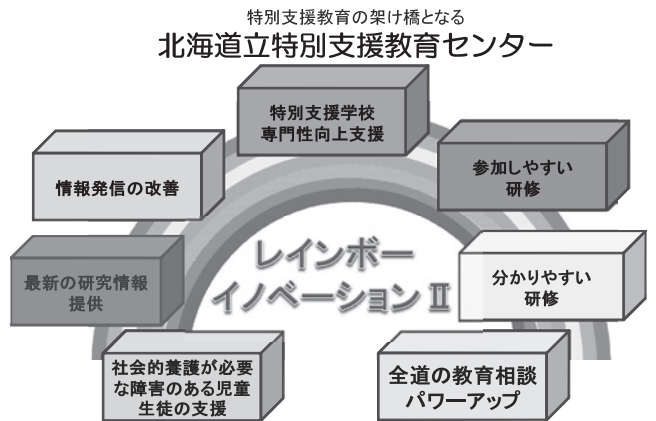 特別支援教育の架け橋となる
北海道立特別支援教育センター
特別支援学校
専門性向上支援
情報発信の改善
参加しやすい
研修
最新の研究情報
提供
レインボー
イノベーションⅡ
分かりやすい
研修
社会的養護が必要
な障害のある児童
生徒の支援
全道の教育相談
パワーアップ